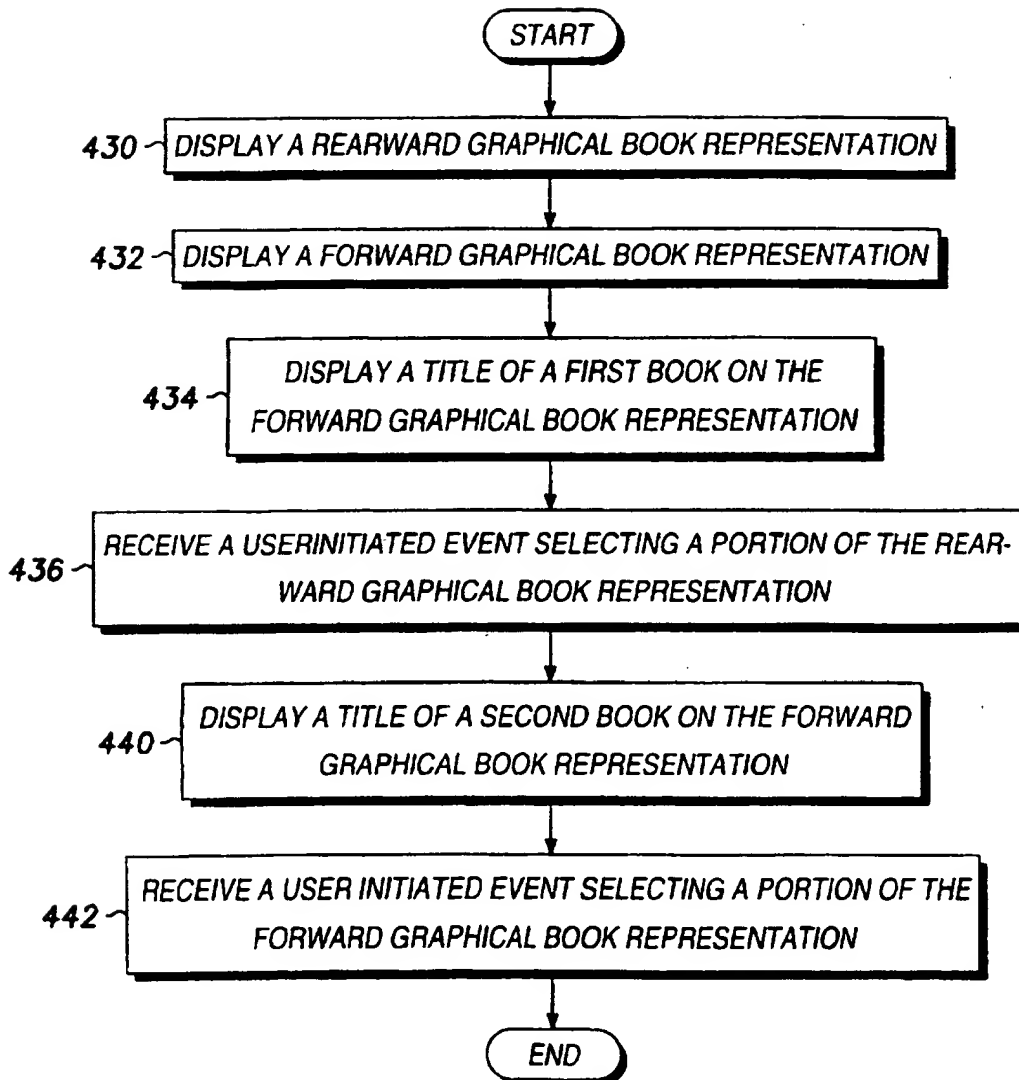 START
430 DISPLAY A REARWARD GRAPHICAL BOOK REPRESENTATION
432 DISPLAY A FORWARD GRAPHICAL BOOK REPRESENTATION
434 DISPLAY A TITLE OF A FIRST BOOK ON THE
FORWARD GRAPHICAL BOOK REPRESENTATION
436 RECEIVE A USERINITIATED EVENT SELECTING A PORTION OF THE REAR-
WARD GRAPHICAL BOOK REPRESENTATION
440 DISPLAY A TITLE OF A SECOND BOOK ON THE FORWARD
GRAPHICAL BOOK REPRESENTATION
442 RECEIVE A USER INITIATED EVENT SELECTING A PORTION OF THE
FORWARD GRAPHICAL BOOK REPRESENTATION
END